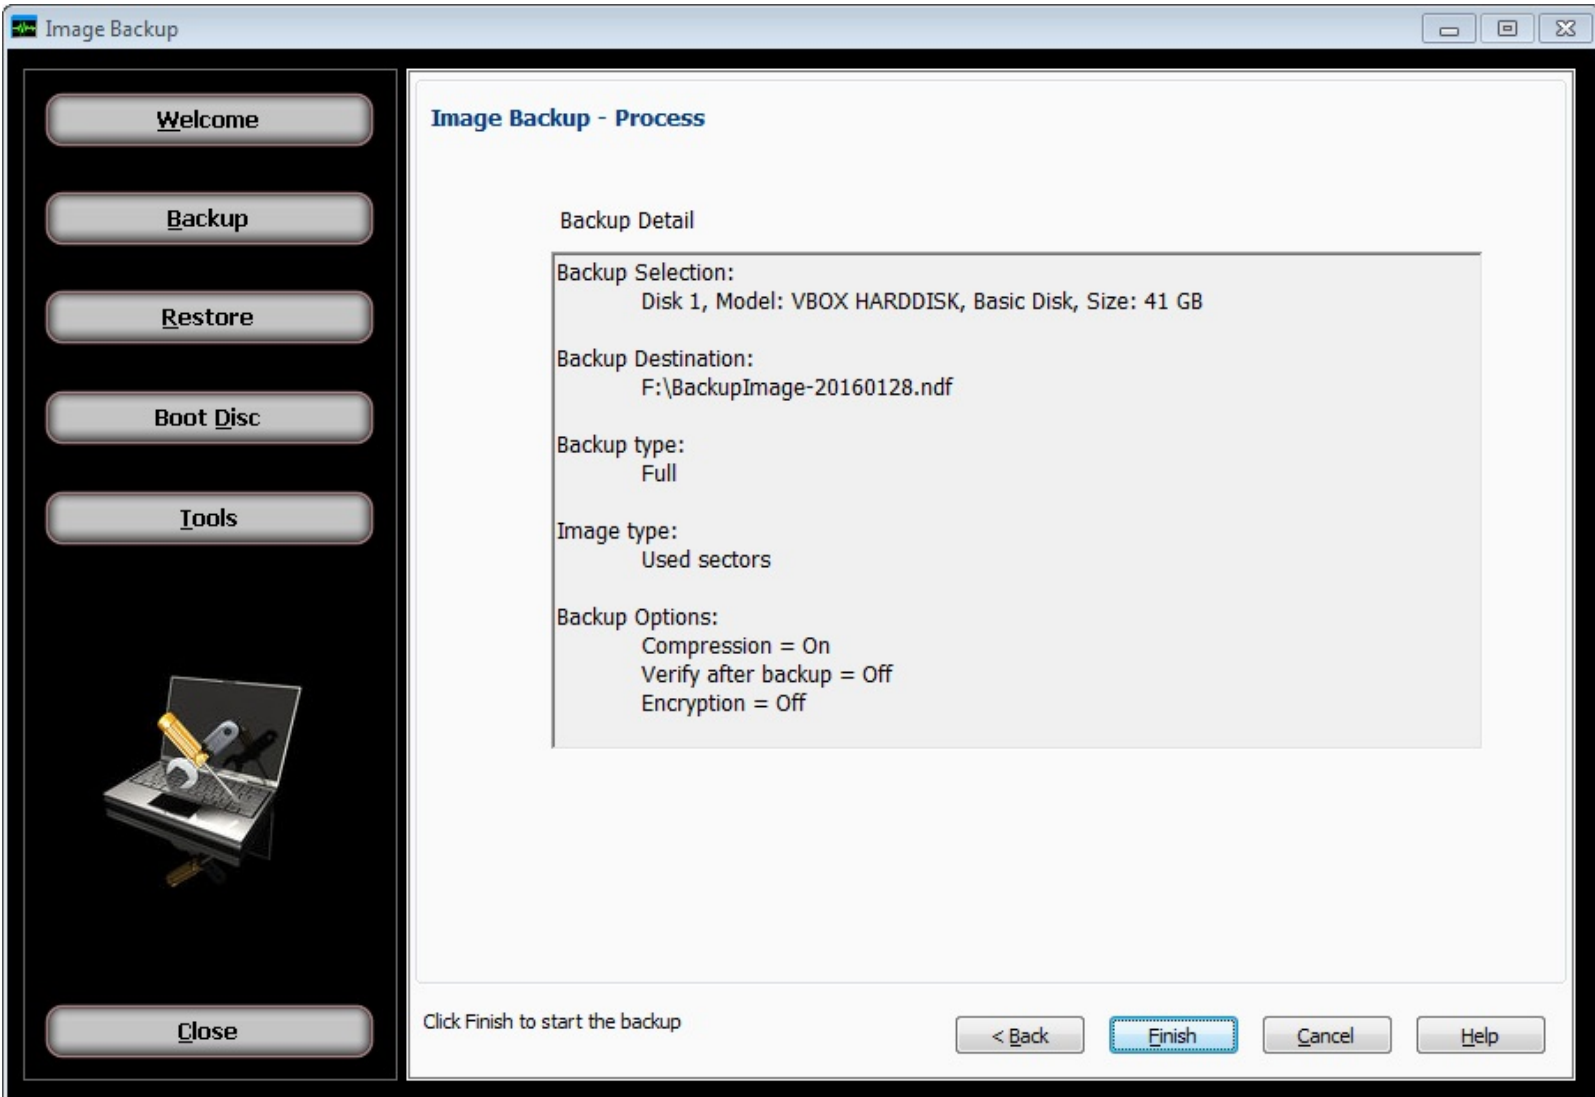 Image Backup
Welcome
Backup
Restore
Boot Disc
Tools
Close
Image Backup - Process
Backup Detail
Backup Selection:
Disk 1, Model: VBOX HARDDISK, Basic Disk, Size: 41 GB
Backup Destination:
F:\BackupImage-20160128.ndf
Backup type:
Full
Image type:
Used sectors
Backup Options:
Compression = On
Verify after backup = Off
Encryption = Off
Click Finish to start the backup
< Back
Finish
Cancel
Help